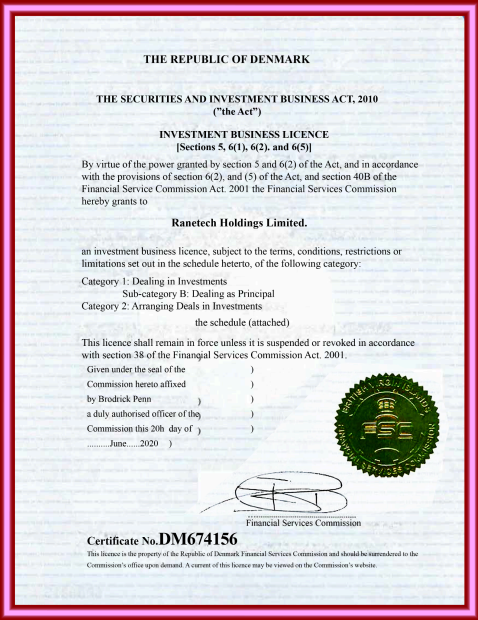 THE REPUBLIC OF DENMARK
THE SECURITIES AND INVESTMENT BUSINESS ACT, 2010
("the Act")
INVESTMENT BUSINESS LICENCE
[Sections 5, 6(1), 6(2). and 6(5)]
By virtue of the power granted by section 5 and 6(2) of the Act, and in accordance
with the provisions of section 6(2), and (5) of the Act, and section 40B of the
Financial Service Commission Act. 2001 the Financial Services Commission
hereby grants to
Ranetech Holdings Limited.
an investment business licence, subject to the terms, conditions, restrictions or
limitations set out in the schedule heterto, of the following category:
Category 1: Dealing in Investments
Sub-category B: Dealing as Principal
Category 2: Arranging Deals in Investments
the schedule (attached)
This licence shall remain in force unless it is suspended or revoked in accordance
with section 38 of the Financial Services Commission Act. 2001.
Given under the seal of the )
Commission hereto affixed )
by Brodrick Penn ) )
a duly authorised officer of the) )
Commission this 20h day of ) )
..........June......2020 )
BRITISH VIRGIN ISLANDS
FSC
SERVICES
Financial Services Commission
Certificate No.DM674156
This licence is the property of the Republic of Denmark Financial Services Commission and should be surrendered to the
Commission's office upon demand. A current of this licence may be viewed on the Commission's website.